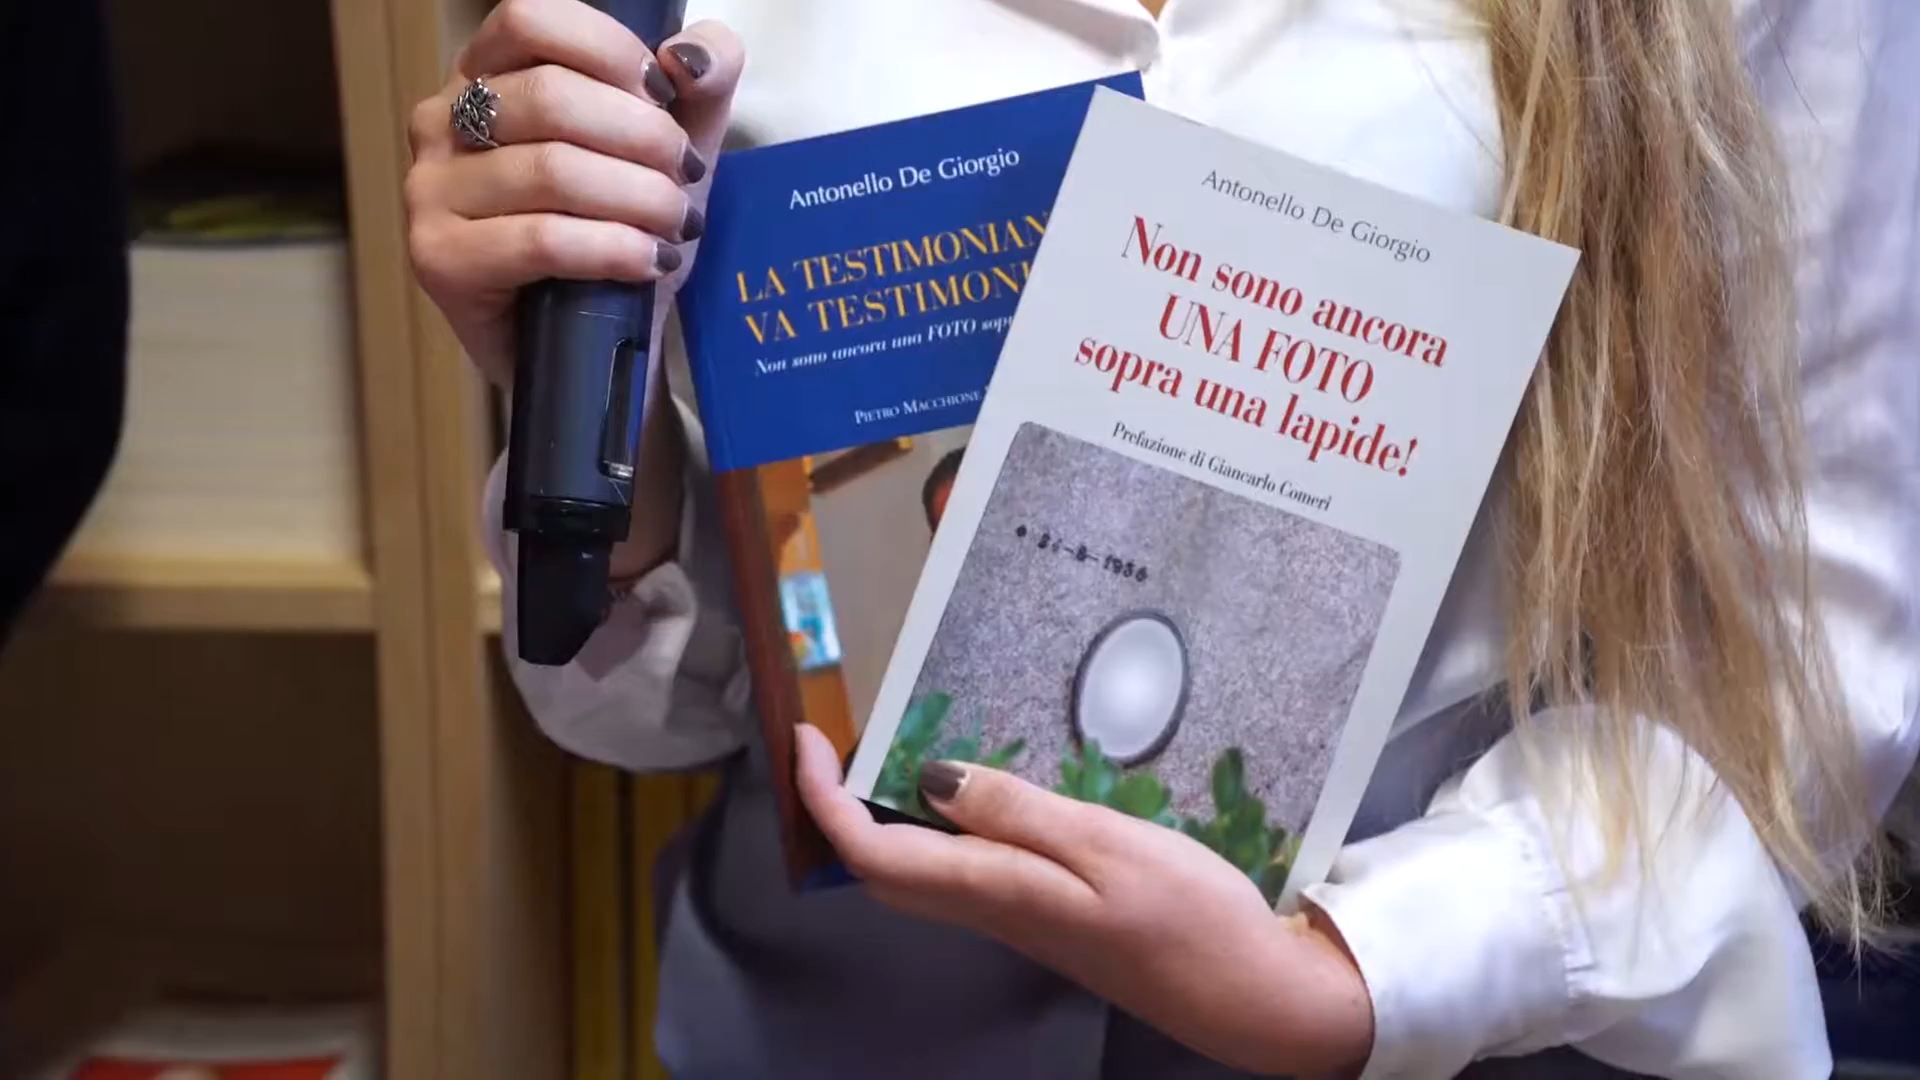 Antonello De Giorgio
LA TESTIMONIAN
VA TESTIMON
Non sono ancora una FOTO sop
PIETRO MACCHIONE
Antonello De Giorgio
Non sono ancora
UNA FOTO
sopra una lapide!
Prefazione di Giancarlo Comeri